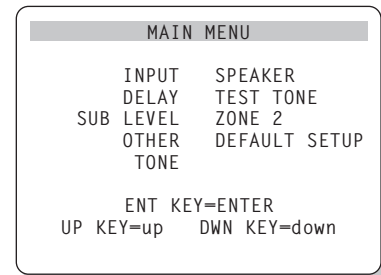 MAIN MENU
INPUT SPEAKER
DELAY TEST TONE
SUB LEVEL ZONE 2
OTHER DEFAULT SETUP
TONE
ENT KEY=ENTER
UP KEY=up DWN KEY=down